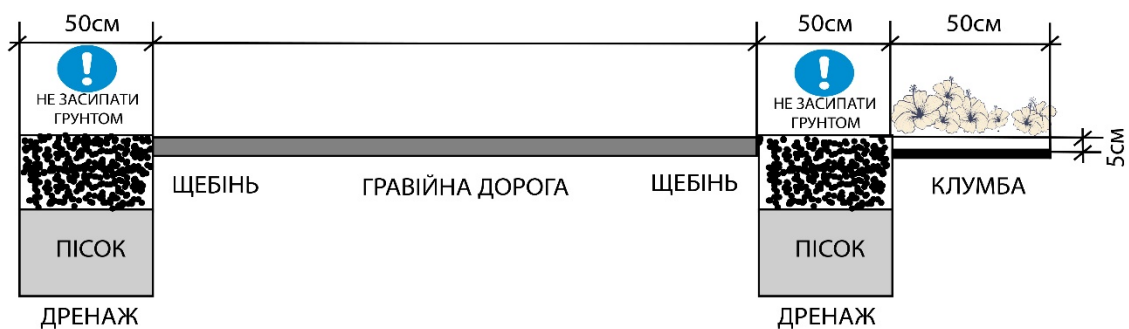 50см
50см
50см
!
НЕ ЗАСИПАТИ
ГРУНТОМ
!
НЕ ЗАСИПАТИ
ГРУНТОМ
5см
ЩЕБІНЬ
ГРАВІЙНА ДОРОГА
ЩЕБІНЬ
КЛУМБА
ПІСОК
ПІСОК
ДРЕНАЖ
ДРЕНАЖ